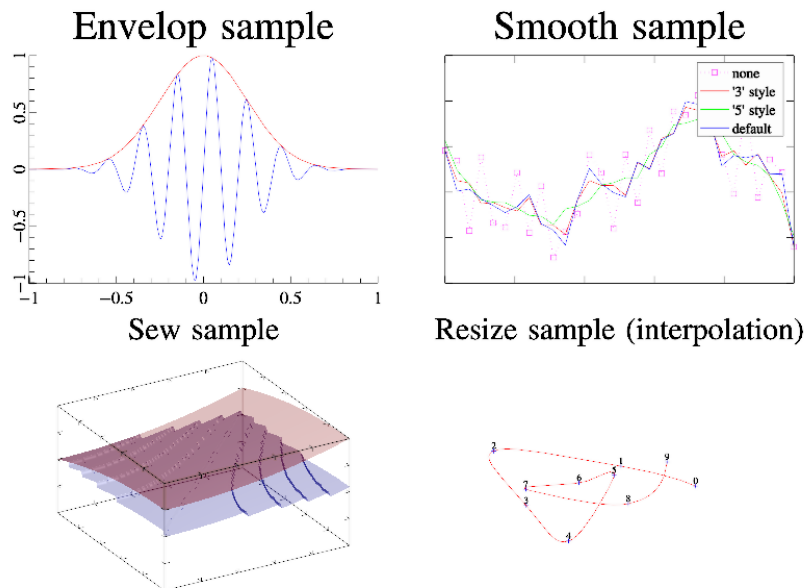 Envelop sample
Smooth sample
1
0.5
0
−0.5
−1
−1
−0.5
0
0.5
1
none
'3' style
'5' style
default
Sew sample
Resize sample (interpolation)
2
1
9
5
0
6
7
3
8
4